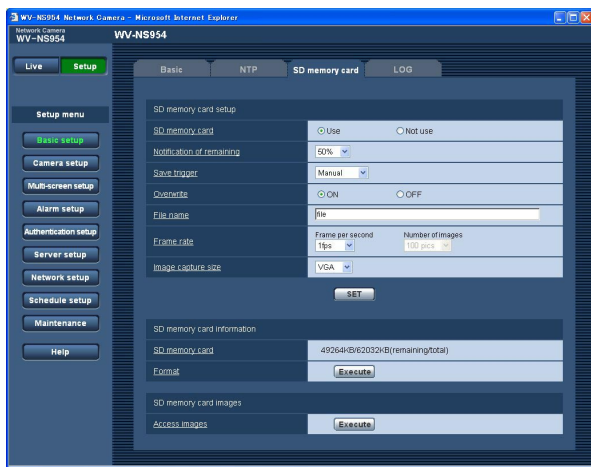 WV-NS954 Network Camera - Microsoft Internet Explorer
Network Camera
WV-NS954
WV-NS954
Live Setup
Basic NTP SD memory card LOG
Setup menu
Basic setup
Camera setup
Multi-screen setup
Alarm setup
Authentication setup
Server setup
Network setup
Schedule setup
Maintenance
Help
SD memory card setup
SD memory card Use Not use
Notification of remaining 50%
Save trigger Manual
Overwrite ON OFF
File name file
Frame rate
Frame per second Number of images
1fps 100 pics
Image capture size VGA
SET
SD memory card information
SD memory card 49264KB/62032KB(remaining/total)
Format Execute
SD memory card images
Access images Execute